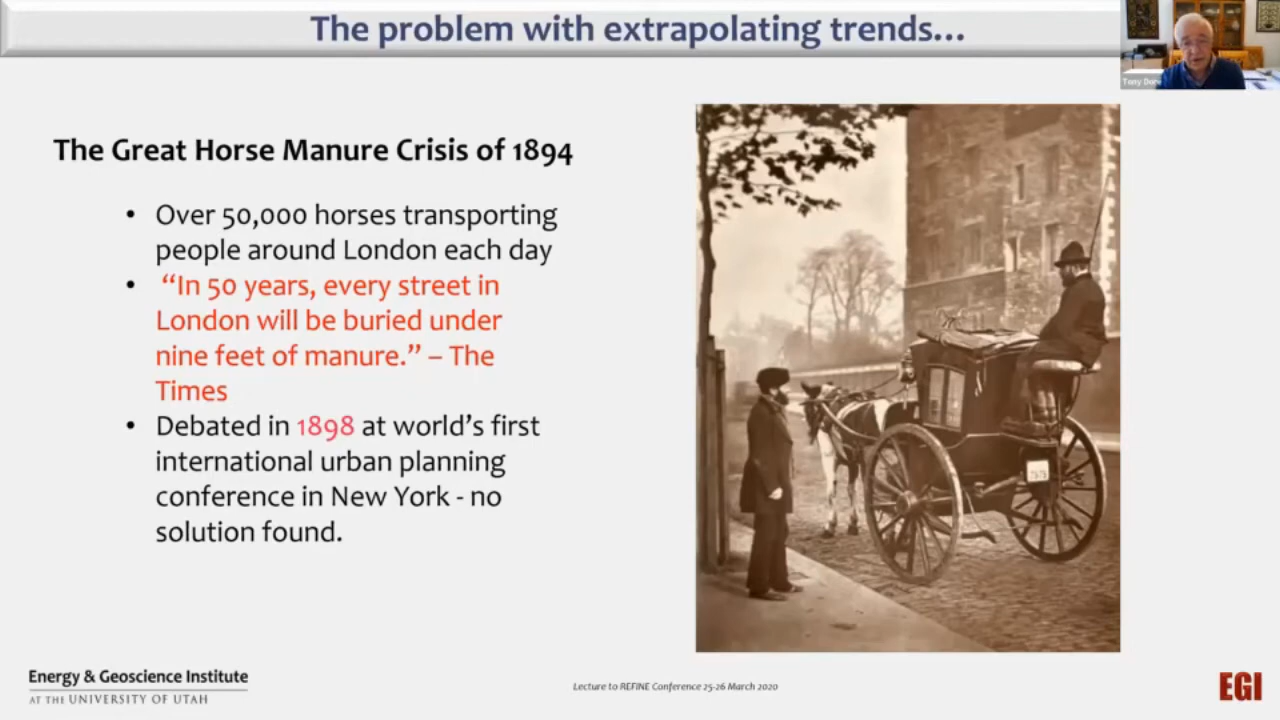 The problem with extrapolating trends...
Tony Dor
The Great Horse Manure Crisis of 1894
• Over 50,000 horses transporting
people around London each day
• “In 50 years, every street in
London will be buried under
nine feet of manure.” – The
Times
• Debated in 1898 at world’s first
international urban planning
conference in New York - no
solution found.
Energy & Geoscience Institute
AT THE UNIVERSITY OF UTAH
Lecture to REFINE Conference 25-26 March 2020
EGI